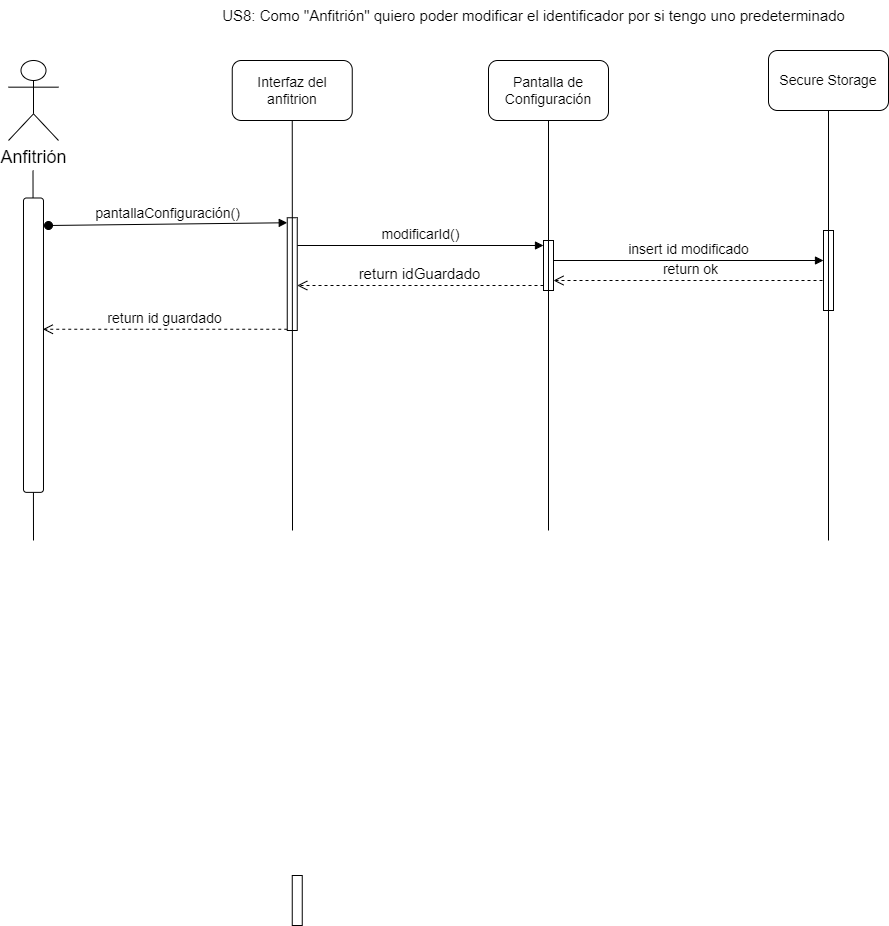 US8: Como "Anfitrión" quiero poder modificar el identificador por si tengo uno predeterminado
Interfaz del
anfitrion
Pantalla de
Configuración
Secure Storage
Anfitrión
pantallaConfiguración()
modificarId()
insert id modificado
return ok
return idGuardado
return id guardado